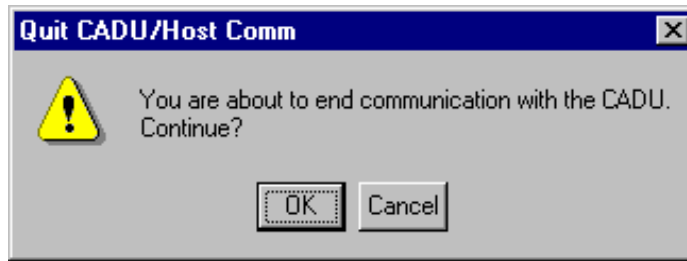 Quit CADU/Host Comm
You are about to end communication with the CADU.
Continue?
OK Cancel